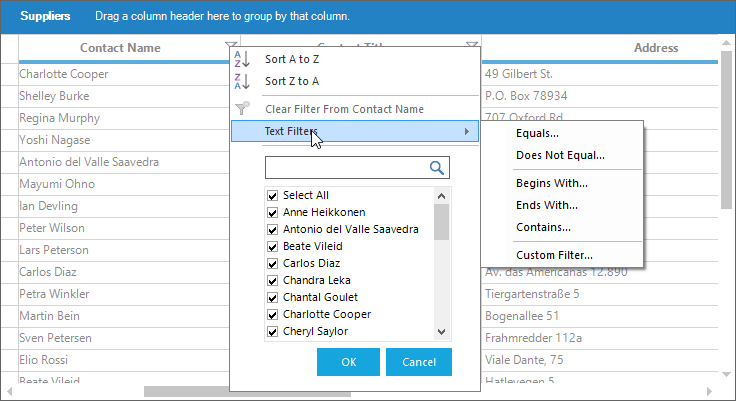 Suppliers Drag a column header here to group by that column.
Contact Name Address
Charlotte Cooper
Shelley Burke
Regina Murphy
Yoshi Nagase
Antonio del Valle Saavedra
Mayumi Ohno
Ian Devling
Peter Wilson
Lars Peterson
Carlos Diaz
Petra Winkler
Martin Bein
Sven Petersen
Elio Rossi
Beate Vileid
Sort A to Z
Sort Z to A
Clear Filter From Contact Name
Text Filters
Select All
Anne Heikkonen
Antonio del Valle Saavedra
Beate Vileid
Carlos Diaz
Chandra Leka
Chantal Goulet
Charlotte Cooper
Cheryl Saylor
OK Cancel
Equals...
Does Not Equal...
Begins With...
Ends With...
Contains...
Custom Filter...
49 Gilbert St.
P.O. Box 78934
707 Oxford Rd.
Av. das Americanas 12.890
Tiergartenstraße 5
Bogenallee 51
Frahmredder 112a
Viale Dante, 75
Hatlevegen 5